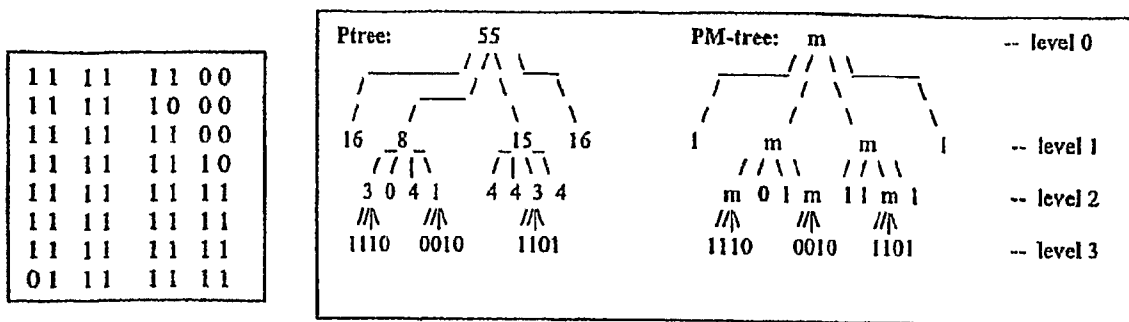 11 11 11 00
11 11 10 00
11 11 11 00
11 11 11 10
11 11 11 11
11 11 11 11
11 11 11 11
01 11 11 11
Ptree: 55 PM-tree: m -- level 0
16 8 15 16 1 m m 1 -- level 1
3 0 4 1 4 4 3 4 m 0 1 m 1 1 m 1 -- level 2
1110 0010 1101 1110 0010 1101 -- level 3